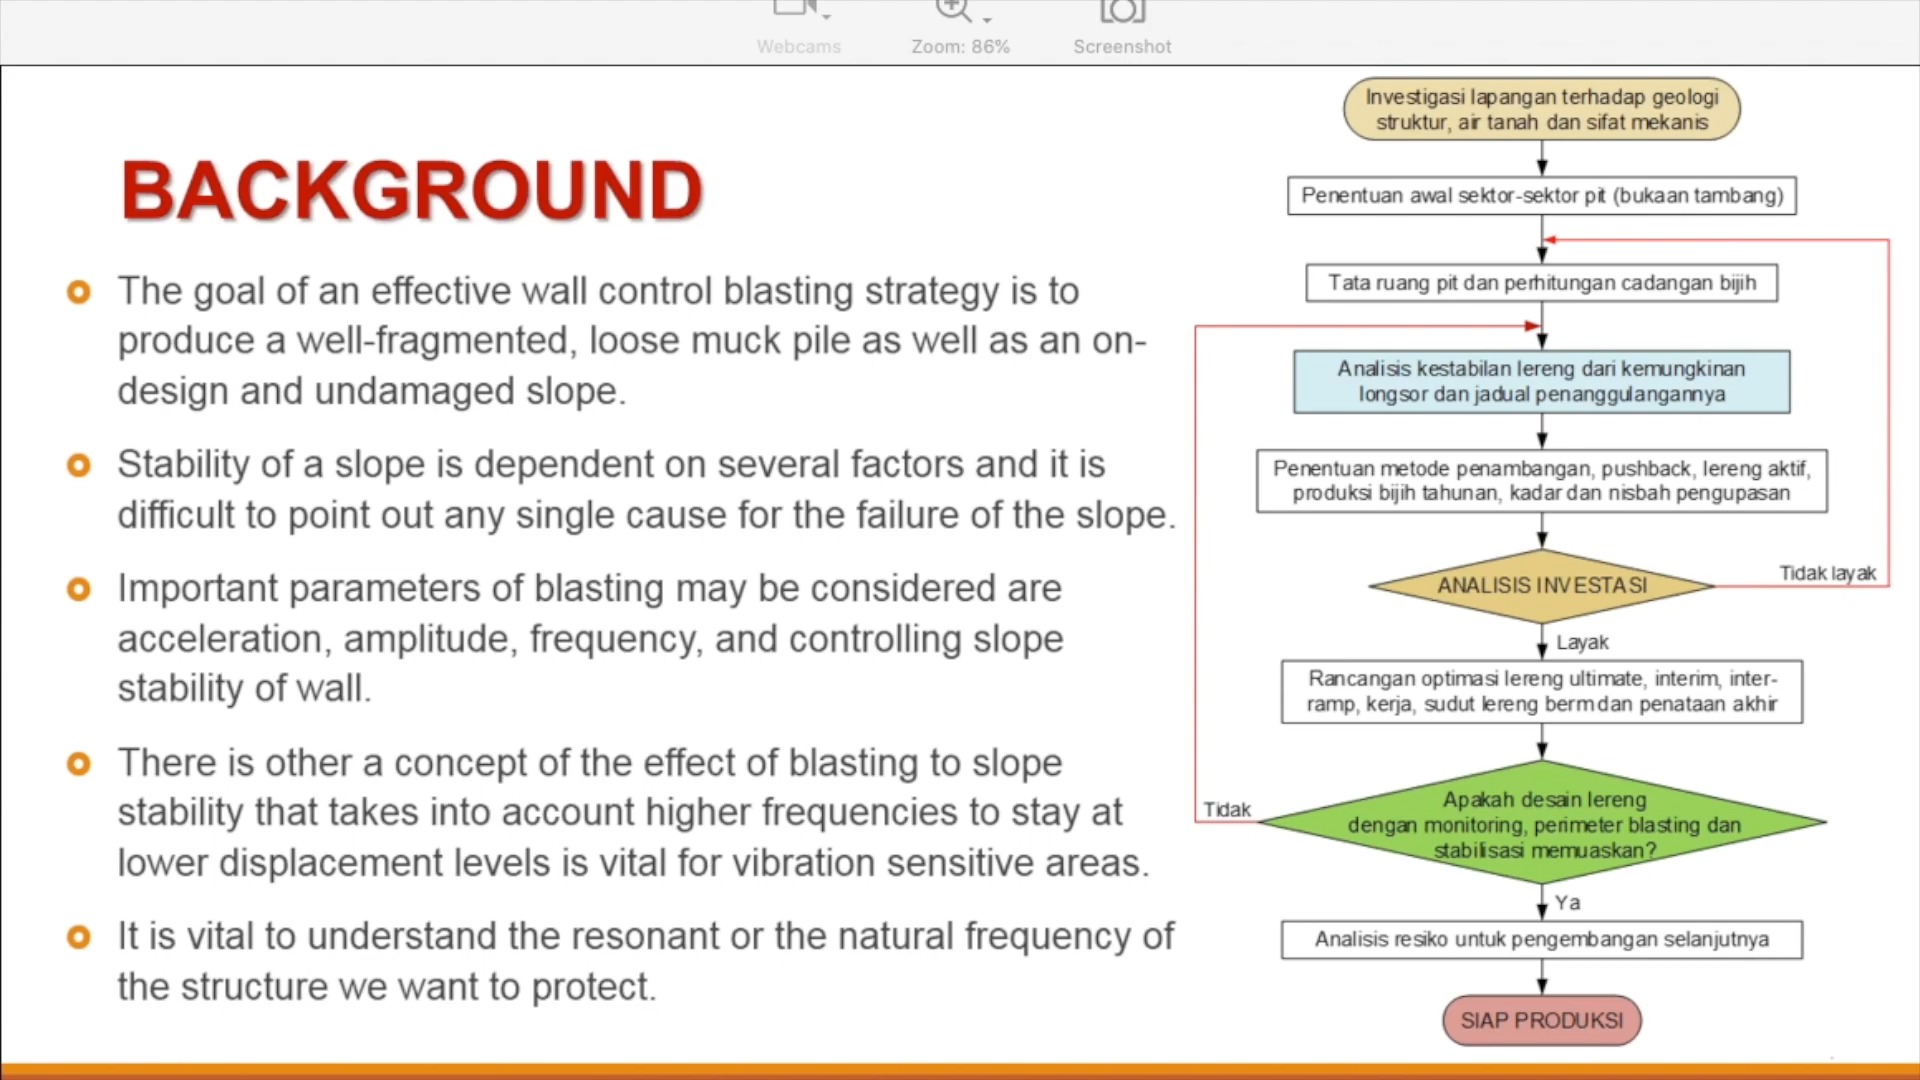 Webcams
Zoom: 86%
Screenshot
BACKGROUND
The goal of an effective wall control blasting strategy is to
produce a well-fragmented, loose muck pile as well as an on-
design and undamaged slope.
Stability of a slope is dependent on several factors and it is
difficult to point out any single cause for the failure of the slope.
Important parameters of blasting may be considered are
acceleration, amplitude, frequency, and controlling slope
stability of wall.
There is other a concept of the effect of blasting to slope
stability that takes into account higher frequencies to stay at
lower displacement levels is vital for vibration sensitive areas.
It is vital to understand the resonant or the natural frequency of
the structure we want to protect.
Investigasi lapangan terhadap geologi
struktur, air tanah dan sifat mekanis
Penentuan awal sektor-sektor pit (bukaan tambang)
Tata ruang pit dan perhitungan cadangan bijih
Analisis kestabilan lereng dari kemungkinan
longsor dan jadual penanggulangannya
Penentuan metode penambangan, pushback, lereng aktif,
produksi bijih tahunan, kadar dan nisbah pengupasan
ANALISIS INVESTASI
Tidak layak
Layak
Rancangan optimasi lereng ultimate, interim, inter-
ramp, kerja, sudut lereng berm dan penataan akhir
Apakah desain lereng
dengan monitoring, perimeter blasting dan
stabilisasi memuaskan?
Tidak
Ya
Analisis resiko untuk pengembangan selanjutnya
SIAP PRODUKSI